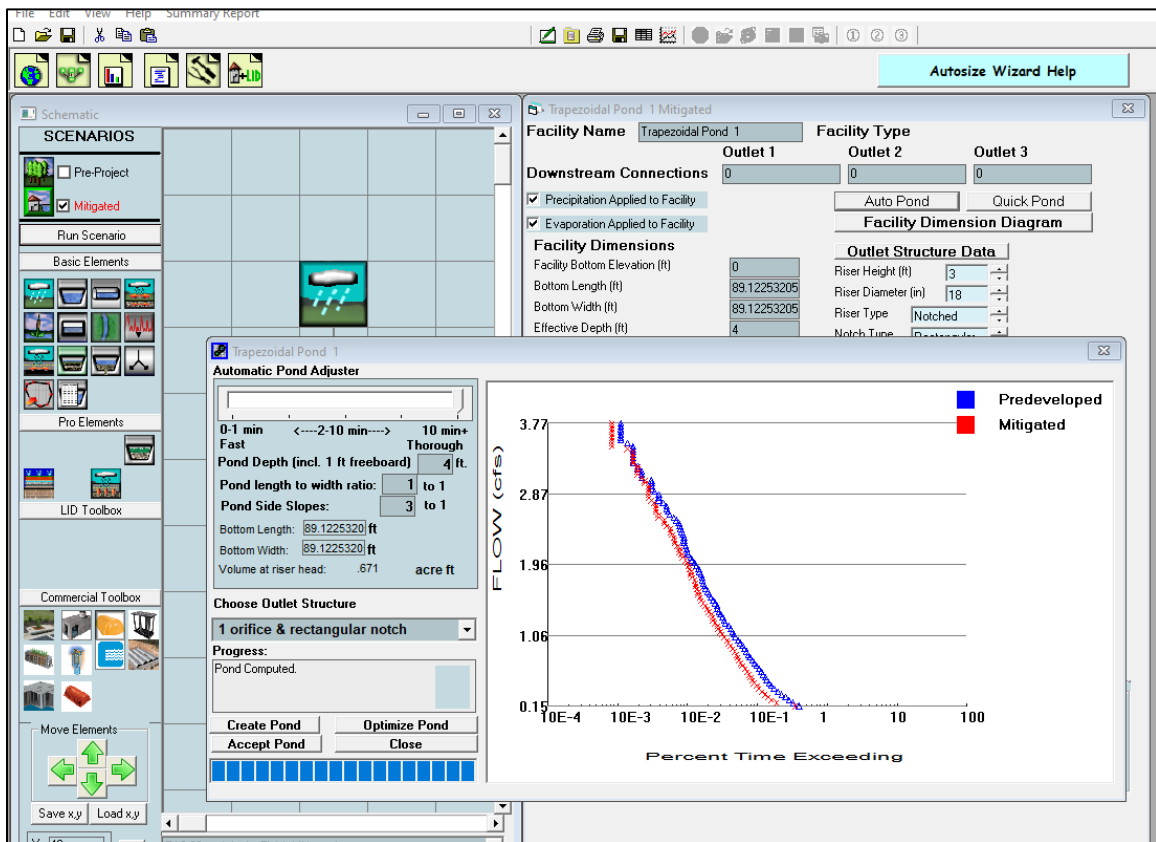 File Edit View Help Summary Report
① ② ③
+LID
Autosize Wizard Help
Schematic
SCENARIOS
Pre-Project
Mitigated
Run Scenario
Basic Elements
Pro Elements
LID Toolbox
Commercial Toolbox
Move Elements
Save x,y Load x,y
Trapezoidal Pond 1 Mitigated
Facility Name Trapezoidal Pond 1 Facility Type
Outlet 1 Outlet 2 Outlet 3
Downstream Connections 0 0 0
Precipitation Applied to Facility Auto Pond Quick Pond
Evaporation Applied to Facility Facility Dimension Diagram
Facility Dimensions Outlet Structure Data
Facility Bottom Elevation (ft) 0 Riser Height (ft) 3
Bottom Length (ft) 89.12253205 Riser Diameter (in) 18
Bottom Width (ft) 89.12253205 Riser Type Notched
Effective Depth (ft) 4 Notch Type Rectangular
Trapezoidal Pond 1
Automatic Pond Adjuster
0-1 min <----2-10 min----> 10 min+
Fast Thorough
Pond Depth (incl. 1 ft freeboard) 4 ft.
Pond length to width ratio: 1 to 1
Pond Side Slopes: 3 to 1
Bottom Length: 89.1225320 ft
Bottom Width: 89.1225320 ft
Volume at riser head: .671 acre ft
Choose Outlet Structure
1 orifice & rectangular notch
Progress:
Pond Computed.
Create Pond Optimize Pond
Accept Pond Close
Predeveloped
Mitigated
FLOW (cfs)
3.77
2.87
1.96
1.06
0.15
10E-4 10E-3 10E-2 10E-1 1 10 100
Percent Time Exceeding